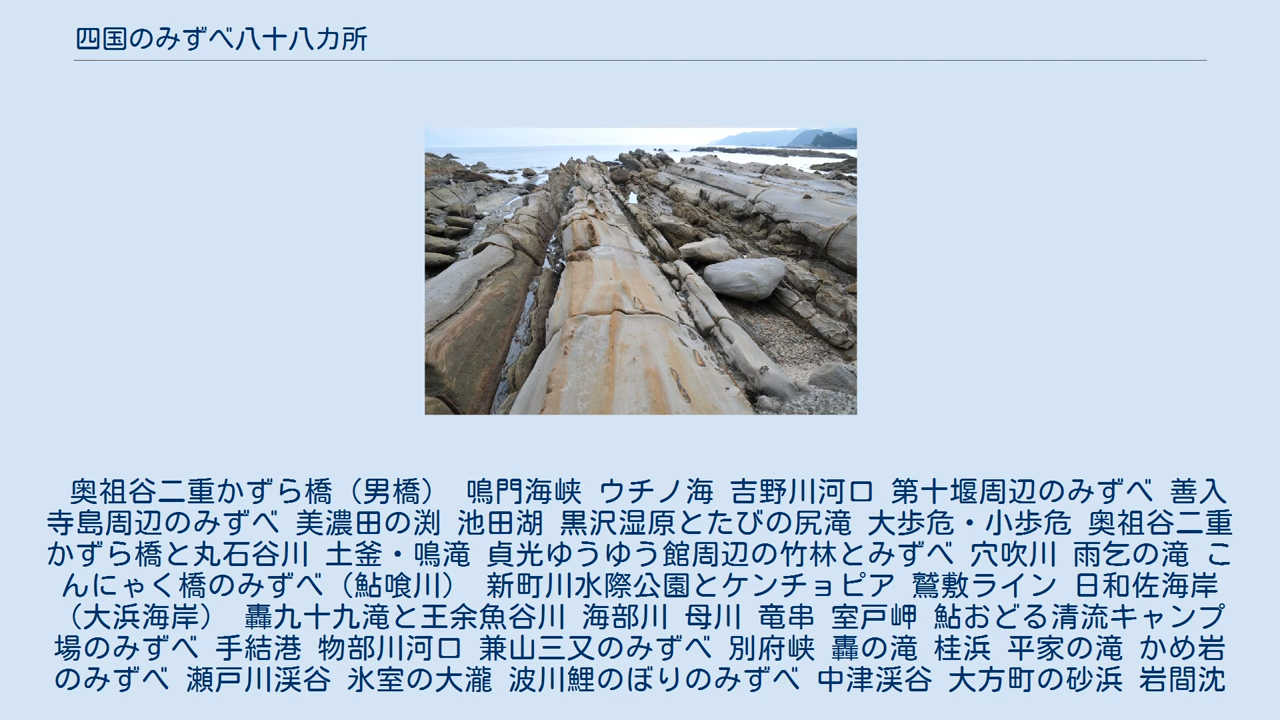 四国のみずべ八十八カ所
奥祖谷二重かずら橋（男橋） 鳴門海峡 ウチノ海 吉野川河口 第十堰周辺のみずべ 善入
寺島周辺のみずべ 美濃田の渕 池田湖 黒沢湿原とたびの尻滝 大歩危・小歩危 奥祖谷二重
かずら橋と丸石谷川 土釜・鳴滝 貞光ゆうゆう館周辺の竹林とみずべ 穴吹川 雨乞の滝 こ
んにゃく橋のみずべ（鮎喰川） 新町川水際公園とケンチョピア 鷲敷ライン 日和佐海岸
（大浜海岸） 轟九十九滝と王余魚谷川 海部川 母川 竜串 室戸岬 鮎おどる清流キャンプ
場のみずべ 手結港 物部川河口 兼山三又のみずべ 別府峡 轟の滝 桂浜 平家の滝 かめ岩
のみずべ 瀬戸川渓谷 氷室の大瀧 波川鯉のぼりのみずべ 中津渓谷 大方町の砂浜 岩間沈